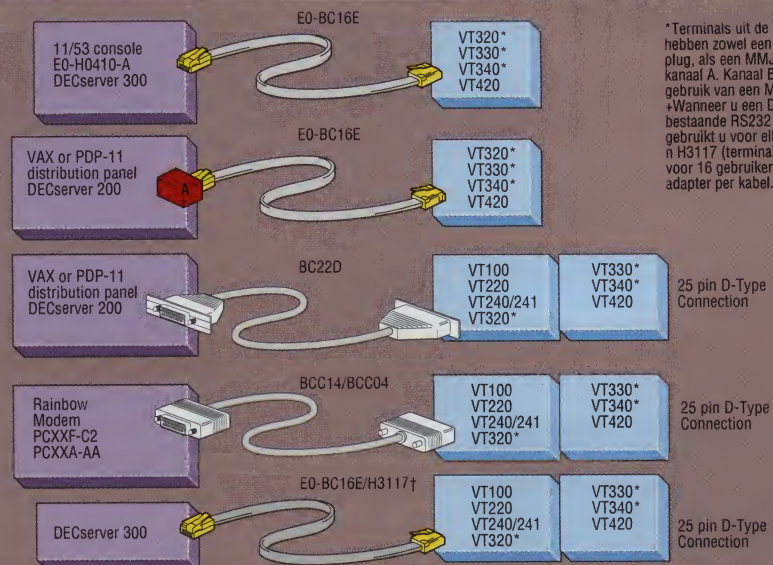 E0-BC16E
11/53 console
E0-H0410-A
DECserver 300
VT320*
VT330*
VT340*
VT420
E0-BC16E
VAX or PDP-11
distribution panel
DECserver 200
A
VT320*
VT330*
VT340*
VT420
BC22D
VAX or PDP-11
distribution panel
DECserver 200
VT100
VT220
VT240/241
VT320*
VT330*
VT340*
VT420
25 pin D-Type
Connection
BCC14/BCC04
Rainbow
Modem
PCXXF-C2
PCXXA-AA
VT100
VT220
VT240/241
VT320*
VT330*
VT340*
VT420
25 pin D-Type
Connection
E0-BC16E/H3117†
DECserver 300
VT100
VT220
VT240/241
VT320*
VT330*
VT340*
VT420
25 pin D-Type
Connection
*Terminals uit de
hebben zowel een
plug, als een MMJ
kanaal A. Kanaal B
gebruik van een M
+Wanneer u een D
bestaande RS232
gebruikt u voor el
n H3117 (terminal
voor 16 gebruiker
adapter per kabel.